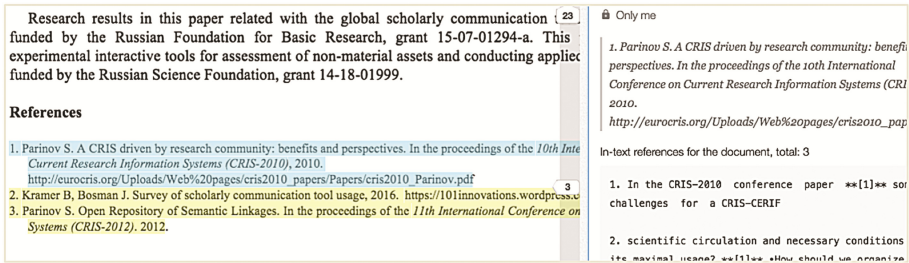 Research results in this paper related with the global scholarly communication
funded by the Russian Foundation for Basic Research, grant 15-07-01294-a. This
experimental interactive tools for assessment of non-material assets and conducting applied
funded by the Russian Science Foundation, grant 14-18-01999.
References
1. Parinov S. A CRIS driven by research community: benefits and perspectives. In the proceedings of the 10th
Current Research Information Systems (CRIS-2010), 2010.
http://eurocris.org/Uploads/Web%20pages/cris2010_papers/Papers/cris2010_Parinov.pdf
2. Kramer B, Bosman J. Survey of scholarly communication tool usage, 2016. https://101innovations.wordpress.
3. Parinov S. Open Repository of Semantic Linkages. In the proceedings of the 11th International Conference on
Systems (CRIS-2012). 2012.
23
3
Only me
1. Parinov S. A CRIS driven by research community:
perspectives. In the proceedings of the 10th International
Conference on Current Research Information Systems
2010.
http://eurocris.org/Uploads/Web%20pages/cris2010_pap
In-text references for the document, total: 3
1. In the CRIS-2010 conference paper **[1]**
challenges for a CRIS-CERIF
2. scientific circulation and necessary conditions
its maximal usage? **[1]** •How should we organize